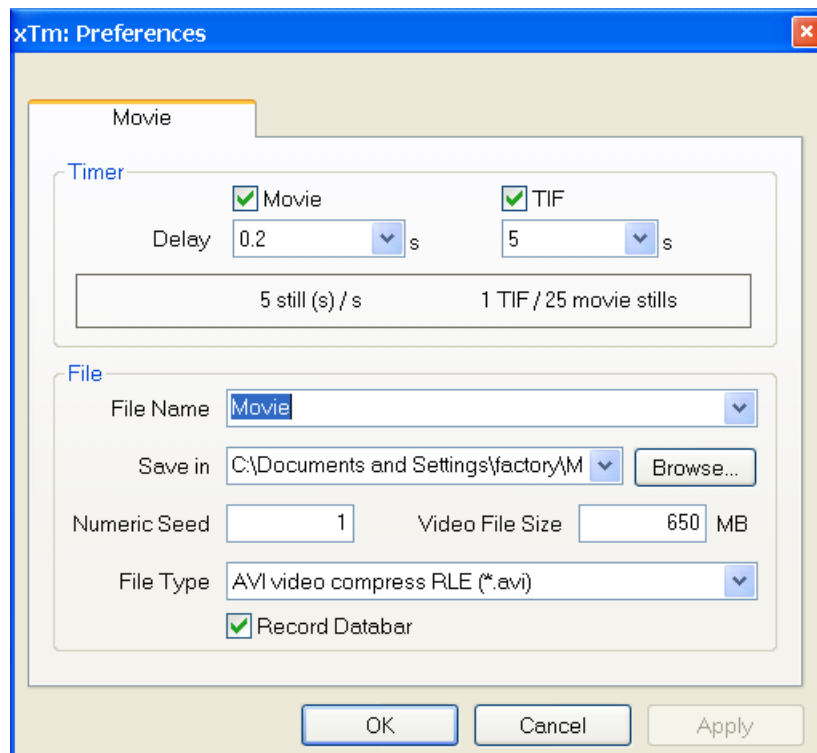 xTm: Preferences
Movie
Timer
Movie
TIF
Delay
0.2
s
5
s
5 still (s) / s
1 TIF / 25 movie stills
File
File Name
Movie
Save in
C:\Documents and Settings\factory\M
Browse...
Numeric Seed
1
Video File Size
650
MB
File Type
AVI video compress RLE (*.avi)
Record Databar
OK
Cancel
Apply